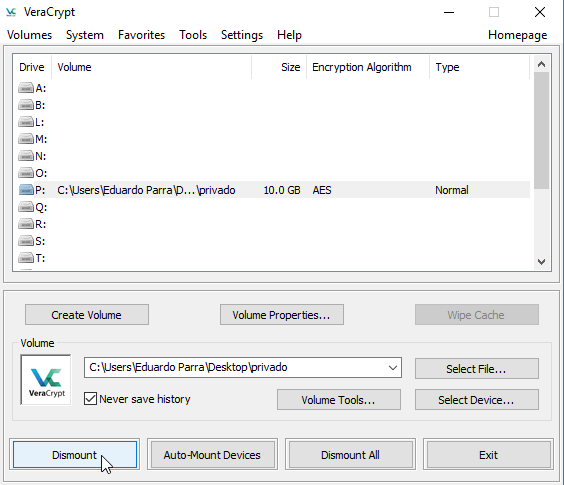 VeraCrypt
Volumes System Favorites Tools Settings Help Homepage
Drive Volume Size Encryption Algorithm Type
A:
B:
L:
M:
N:
O:
P: C:\Users\Eduardo Parra\D...\privado 10.0 GB AES Normal
Q:
R:
S:
T:
Create Volume Volume Properties... Wipe Cache
Volume
C:\Users\Eduardo Parra\Desktop\privado Select File...
VeraCrypt
Never save history Volume Tools... Select Device...
Dismount Auto-Mount Devices Dismount All Exit